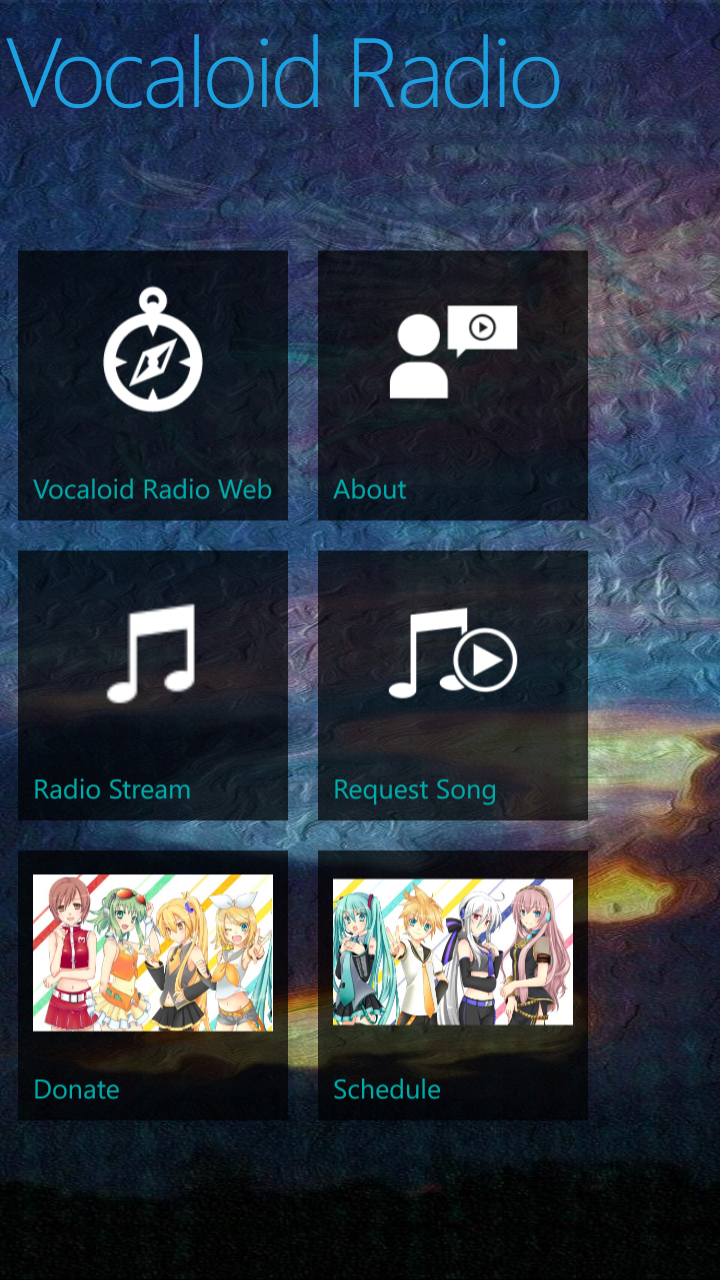 Vocaloid Radio
Vocaloid Radio Web
About
Radio Stream
Request Song
Donate
Schedule